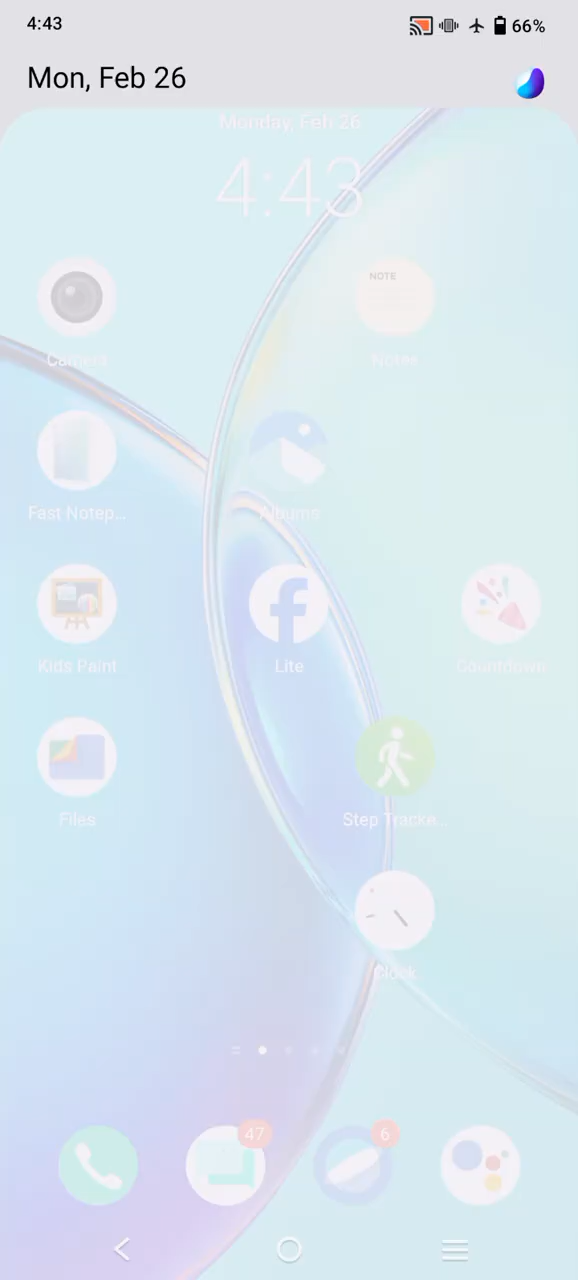 4:43
66%
Mon, Feb 26
Monday, Feb 26
4:43
NOTE
Camera
Notes
Fast Notep...
Albums
Kids Paint
Lite
Countdown
Files
Step Tracke...
Clock
47
6